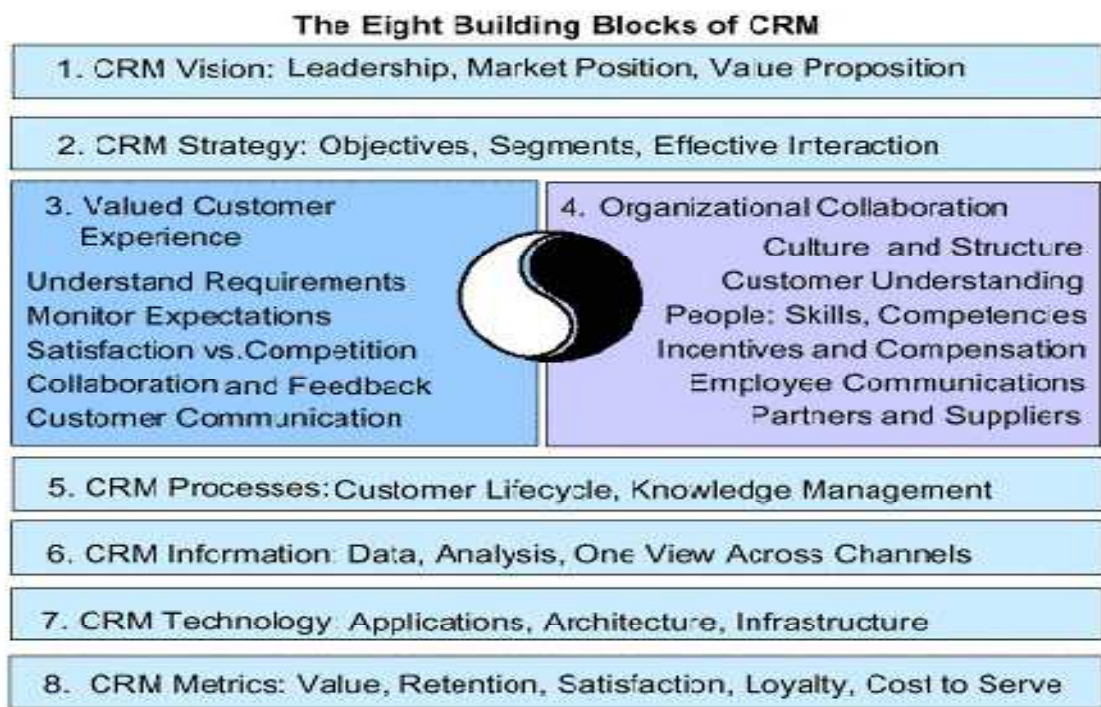 The Eight Building Blocks of CRM
1. CRM Vision: Leadership, Market Position, Value Proposition
2. CRM Strategy: Objectives, Segments, Effective Interaction
3. Valued Customer
Experience
Understand Requirements
Monitor Expectations
Satisfaction vs.Competition
Collaboration and Feedback
Customer Communication
4. Organizational Collaboration
Culture and Structure
Customer Understanding
People: Skills, Competencies
Incentives and Compensation
Employee Communications
Partners and Suppliers
5. CRM Processes: Customer Lifecycle, Knowledge Management
6. CRM Information: Data, Analysis, One View Across Channels
7. CRM Technology: Applications, Architecture, Infrastructure
8. CRM Metrics: Value, Retention, Satisfaction, Loyalty, Cost to Serve